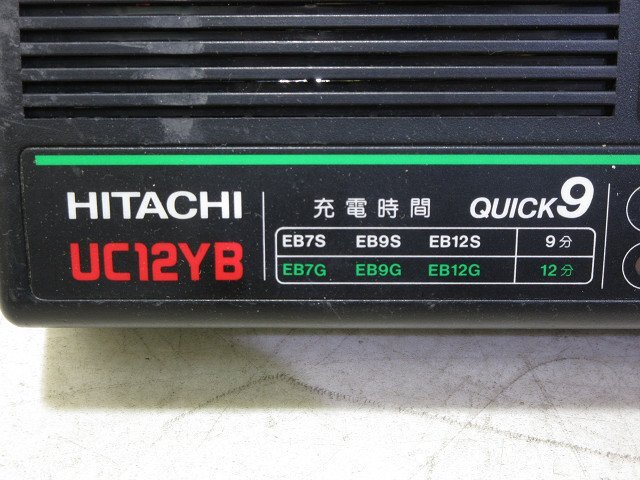 HITACHI
UC12YB
充電時間 QUICK9
EB7S EB9S EB12S 9分
EB7G EB9G EB12G 12分